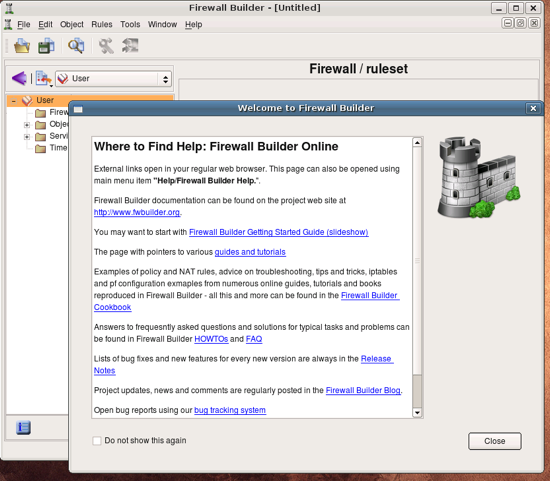 Firewall Builder - [Untitled]
File Edit Object Rules Tools Window Help
User
Firewall / ruleset
User
Time
Welcome to Firewall Builder
Where to Find Help: Firewall Builder Online
External links open in your regular web browser. This page can also be opened using
main menu item "Help/Firewall Builder Help.".
Firewall Builder documentation can be found on the project web site at
http://www.fwbuilder.org.
You may want to start with Firewall Builder Getting Started Guide (slideshow)
The page with pointers to various guides and tutorials
Examples of policy and NAT rules, advice on troubleshooting, tips and tricks, iptables
and pf configuration exmaples from numerous online guides, tutorials and books
reproduced in Firewall Builder - all this and more can be found in the Firewall Builder
Cookbook
Answers to frequestly asked questions and solutions for typical tasks and problems can
be found in Firewall Builder HOWTOs and FAQ
Lists of bug fixes and new features for every new version are always in the Release
Notes
Project updates, news and comments are regularly posted in the Firewall Builder Blog.
Open bug reports using our bug tracking system
Do not show this again
Close